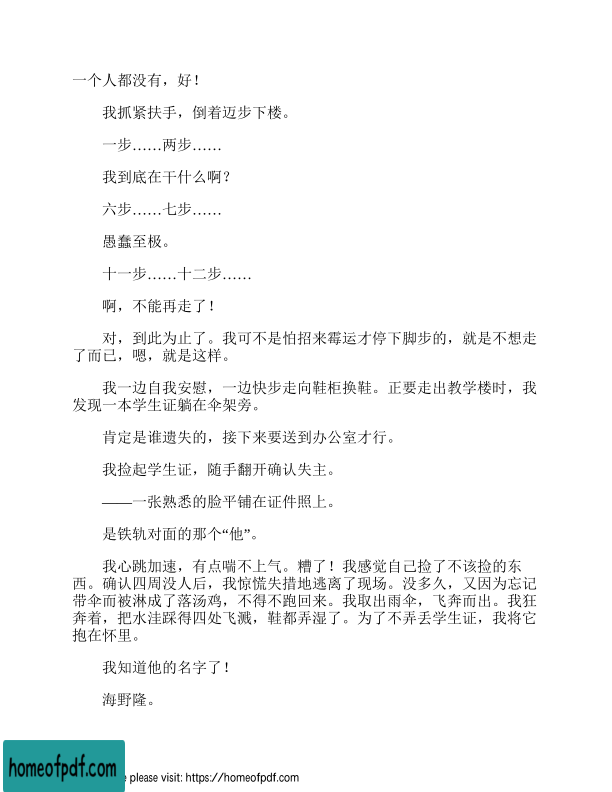 一个人都没有，好！
我抓紧扶手，倒着迈步下楼。
一步……两步……
我到底在干什么啊？
六步……七步……
愚蠢至极。
十一步……十二步……
啊，不能再走了！
对，到此为止了。我可不是怕招来霉运才停下脚步的，就是不想走
了而已，嗯，就是这样。
我一边自我安慰，一边快步走向鞋柜换鞋。正要走出教学楼时，我
发现一本学生证躺在伞架旁。
肯定是谁遗失的，接下来要送到办公室才行。
我捡起学生证，随手翻开确认失主。
——一张熟悉的脸平铺在证件照上。
是铁轨对面的那个“他”。
我心跳加速，有点喘不上气。糟了！我感觉自己捡了不该捡的东
西。确认四周没人后，我惊慌失措地逃离了现场。没多久，又因为忘记
带伞而被淋成了落汤鸡，不得不跑回来。我取出雨伞，飞奔而出。我狂
奔着，把水洼踩得四处飞溅，鞋都弄湿了。为了不弄丢学生证，我将它
抱在怀里。
我知道他的名字了！
海野隆。
homeofpdf.com
e please visit: https://homeofpdf.com